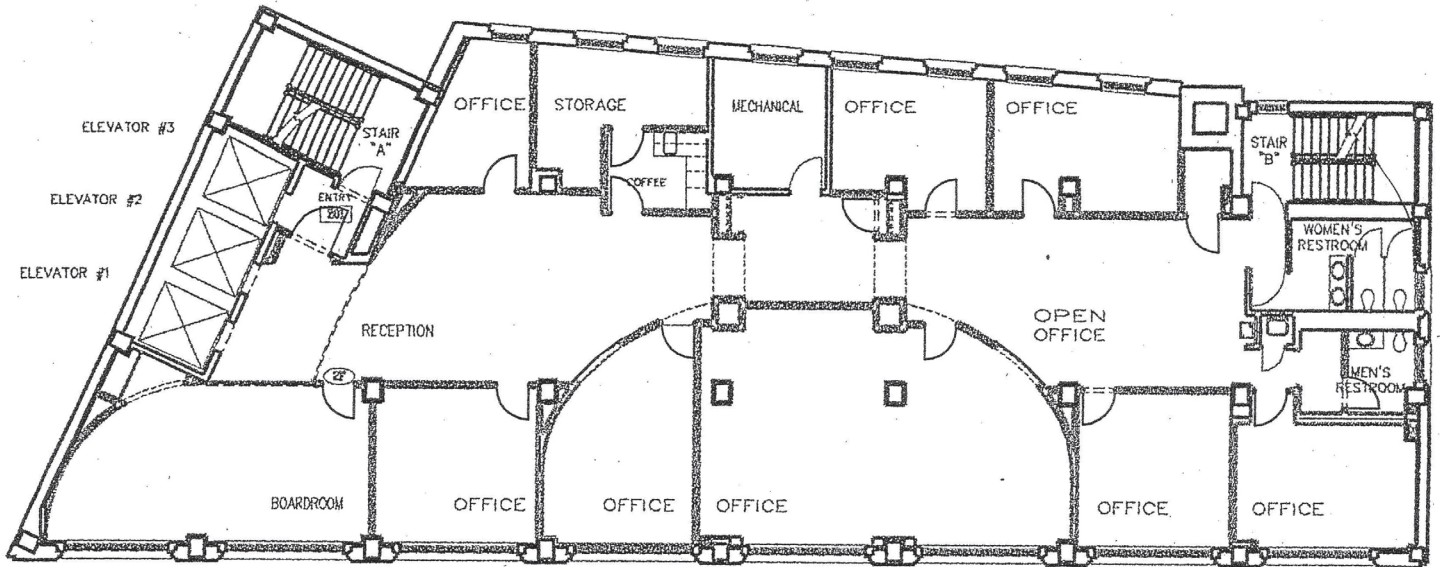 OFFICE
STORAGE
MECHANICAL
OFFICE
OFFICE
ELEVATOR #3
STAIR
"A"
STAIR
"B"
COFFEE
ELEVATOR #2
ENTRY
WOMEN'S
RESTROOM
ELEVATOR #1
RECEPTION
OPEN
OFFICE
MEN'S
RESTROOM
BOARDROOM
OFFICE
OFFICE
OFFICE
OFFICE
OFFICE